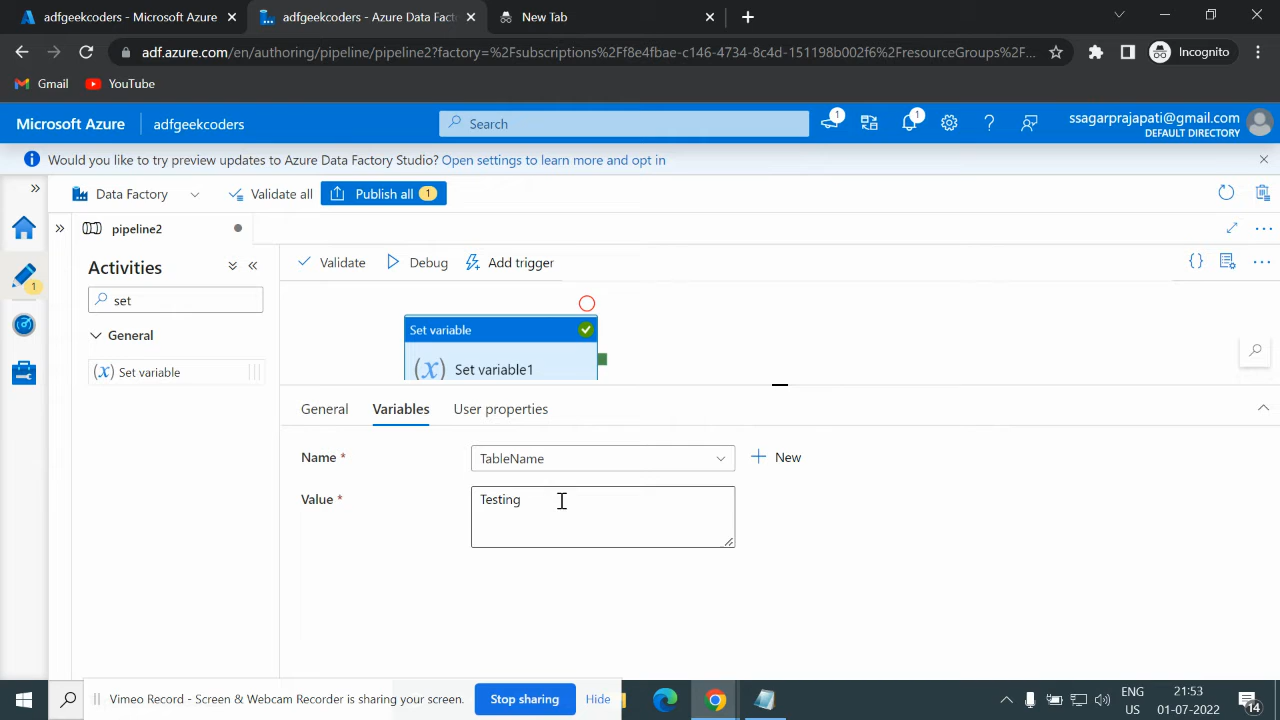 adfgeekcoders - Microsoft Azure
adfgeekcoders - Azure Data Fact
New Tab
adf.azure.com/en/authoring/pipeline/pipeline2?factory=%2Fsubscriptions%2Ff8e4fbae-c146-4734-8c4d-151198b002f6%2FresourceGroups%2F...
Incognito
Gmail
YouTube
Microsoft Azure
adfgeekcoders
Search
1
1
ssagarprajapati@gmail.com
DEFAULT DIRECTORY
Would you like to try preview updates to Azure Data Factory Studio? Open settings to learn more and opt in
Data Factory
Validate all
Publish all
1
pipeline2
Activities
Validate
Debug
Add trigger
1
set
General
Set variable
Set variable
(x) Set variable1
General
Variables
User properties
Name *
TableName
New
Value *
Testing
(x) Set variable
Vimeo Record - Screen & Webcam Recorder is sharing your screen.
Stop sharing
Hide
ENG
US
21:53
01-07-2022
14